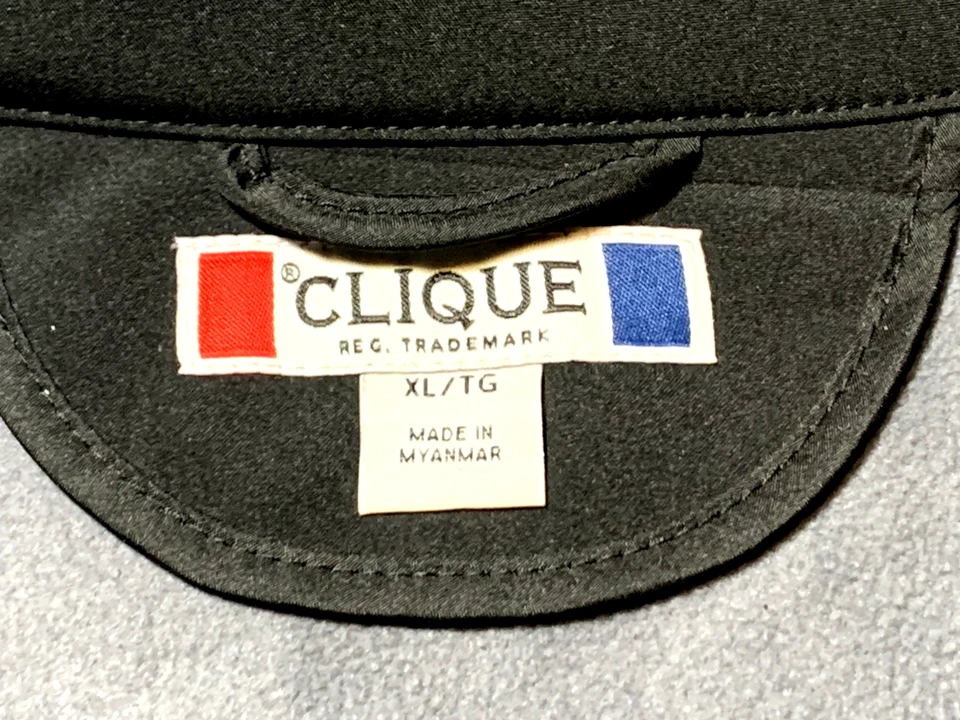 ®CLIQUE
REG. TRADEMARK
XL/TG
MADE IN
MYANMAR